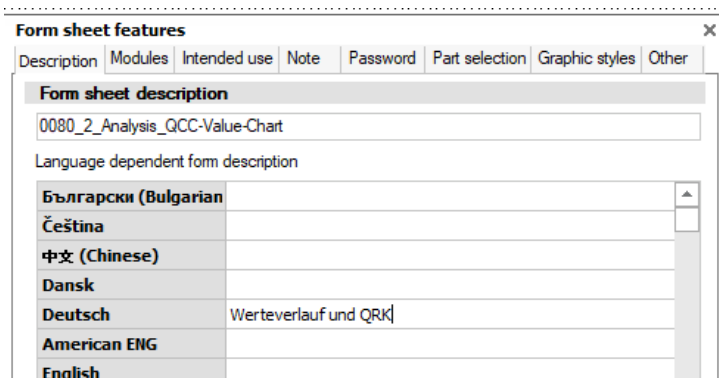 Form sheet features
Description Modules Intended use Note Password Part selection Graphic styles Other
Form sheet description
0080_2_Analysis_QCC-Value-Chart
Language dependent form description
Български (Bulgarian
Čeština
中文 (Chinese)
Dansk
Deutsch Werteverlauf und QRK
American ENG
English